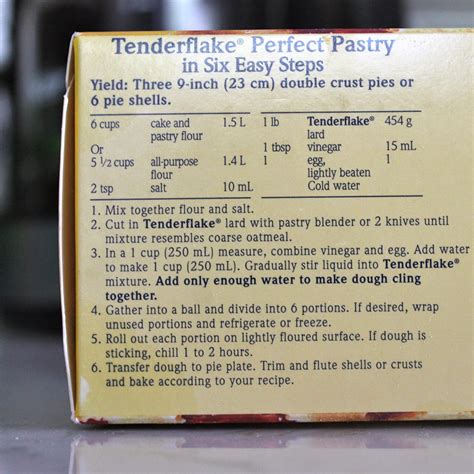 Tenderflake® Perfect Pastry
in Six Easy Steps
Yield: Three 9-inch (23 cm) double crust pies or
6 pie shells.
6 cups cake and pastry flour 1.5 L
Or
5 1/2 cups all-purpose flour 1.4 L
2 tsp salt 10 mL
1 lb Tenderflake® lard 454 g
1 tbsp vinegar 15 mL
1 egg, lightly beaten
Cold water
1. Mix together flour and salt.
2. Cut in Tenderflake® lard with pastry blender or 2 knives until
mixture resembles coarse oatmeal.
3. In a 1 cup (250 mL) measure, combine vinegar and egg. Add water
to make 1 cup (250 mL). Gradually stir liquid into Tenderflake®
mixture. Add only enough water to make dough cling
together.
4. Gather into a ball and divide into 6 portions. If desired, wrap
unused portions and refrigerate or freeze.
5. Roll out each portion on lightly floured surface. If dough is
sticking, chill 1 to 2 hours.
6. Transfer dough to pie plate. Trim and flute shells or crusts
and bake according to your recipe.